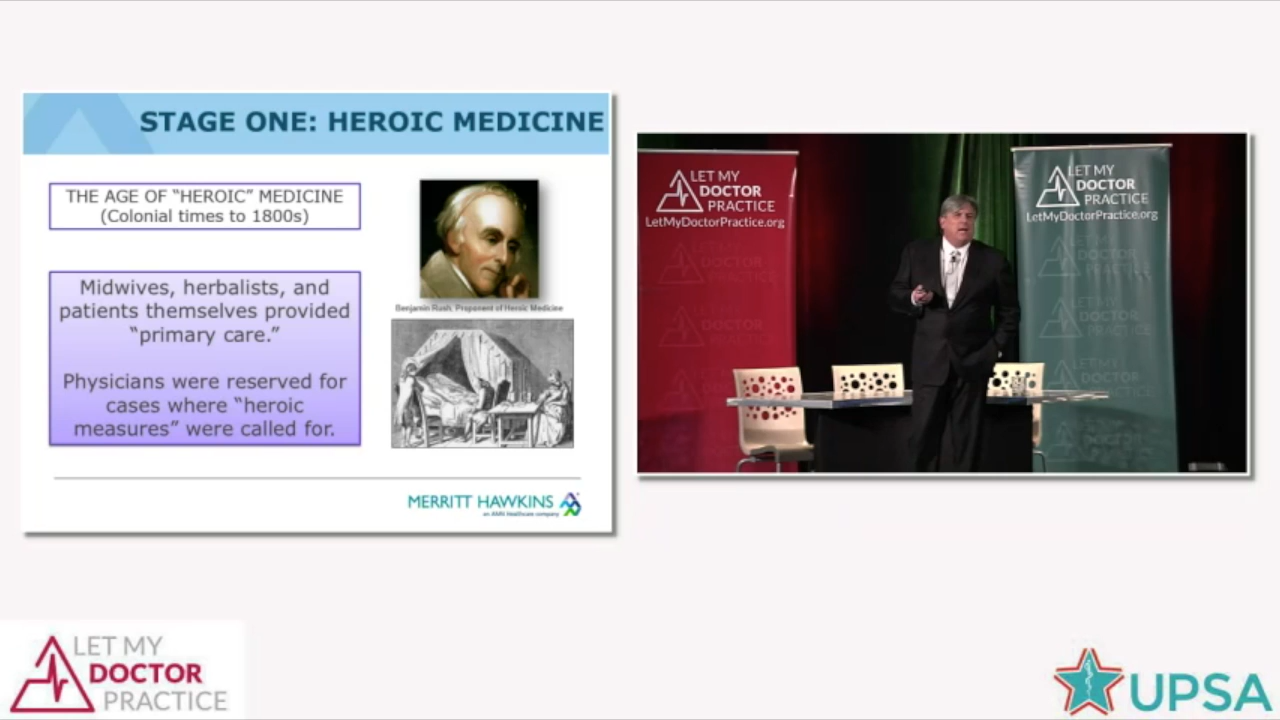 STAGE ONE: HEROIC MEDICINE
THE AGE OF “HEROIC” MEDICINE
(Colonial times to 1800s)
Midwives, herbalists, and
patients themselves provided
“primary care.”
Physicians were reserved for
cases where “heroic
measures” were called for.
Benjamin Rush, Proponent of Heroic Medicine
MERRITT HAWKINS
an AMN Healthcare company
LET MY
DOCTOR
PRACTICE
LetMyDoctorPractice.org
LET MY
DOCTOR
PRACTICE
LetMyDoctorPractice.org
LET MY
DOCTOR
PRACTICE
UPSA